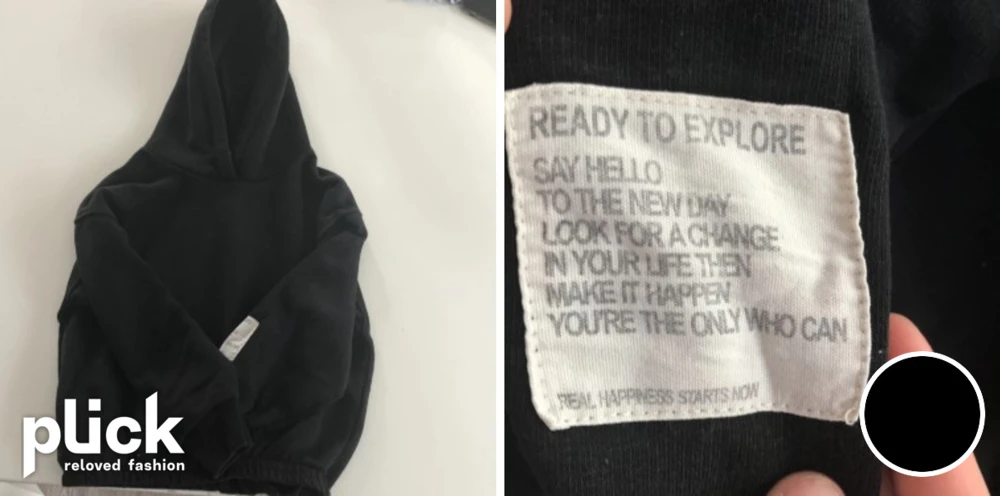 plick
reloved fashion
READY TO EXPLORE
SAY HELLO
TO THE NEW DAY
LOOK FOR A CHANGE
IN YOUR LIFE THEN
MAKE IT HAPPEN
YOU'RE THE ONLY WHO CAN
REAL HAPPINESS STARTS NOW